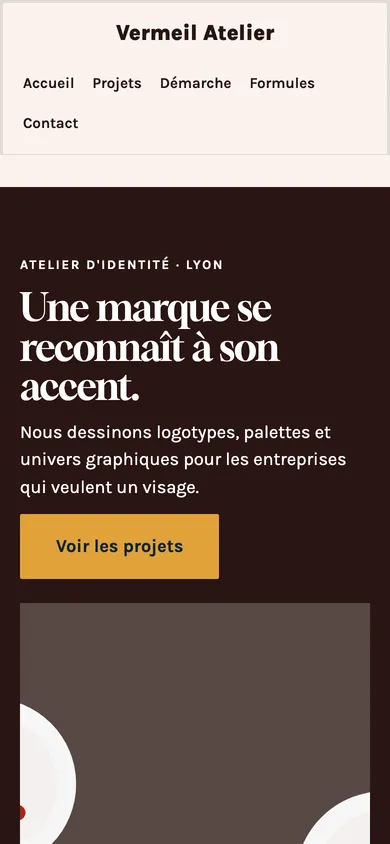 Vermeil Atelier
Accueil Projets Démarche Formules
Contact
ATELIER D'IDENTITÉ · LYON
Une marque se
reconnaît à son
accent.
Nous dessinons logotypes, palettes et
univers graphiques pour les entreprises
qui veulent un visage.
Voir les projets